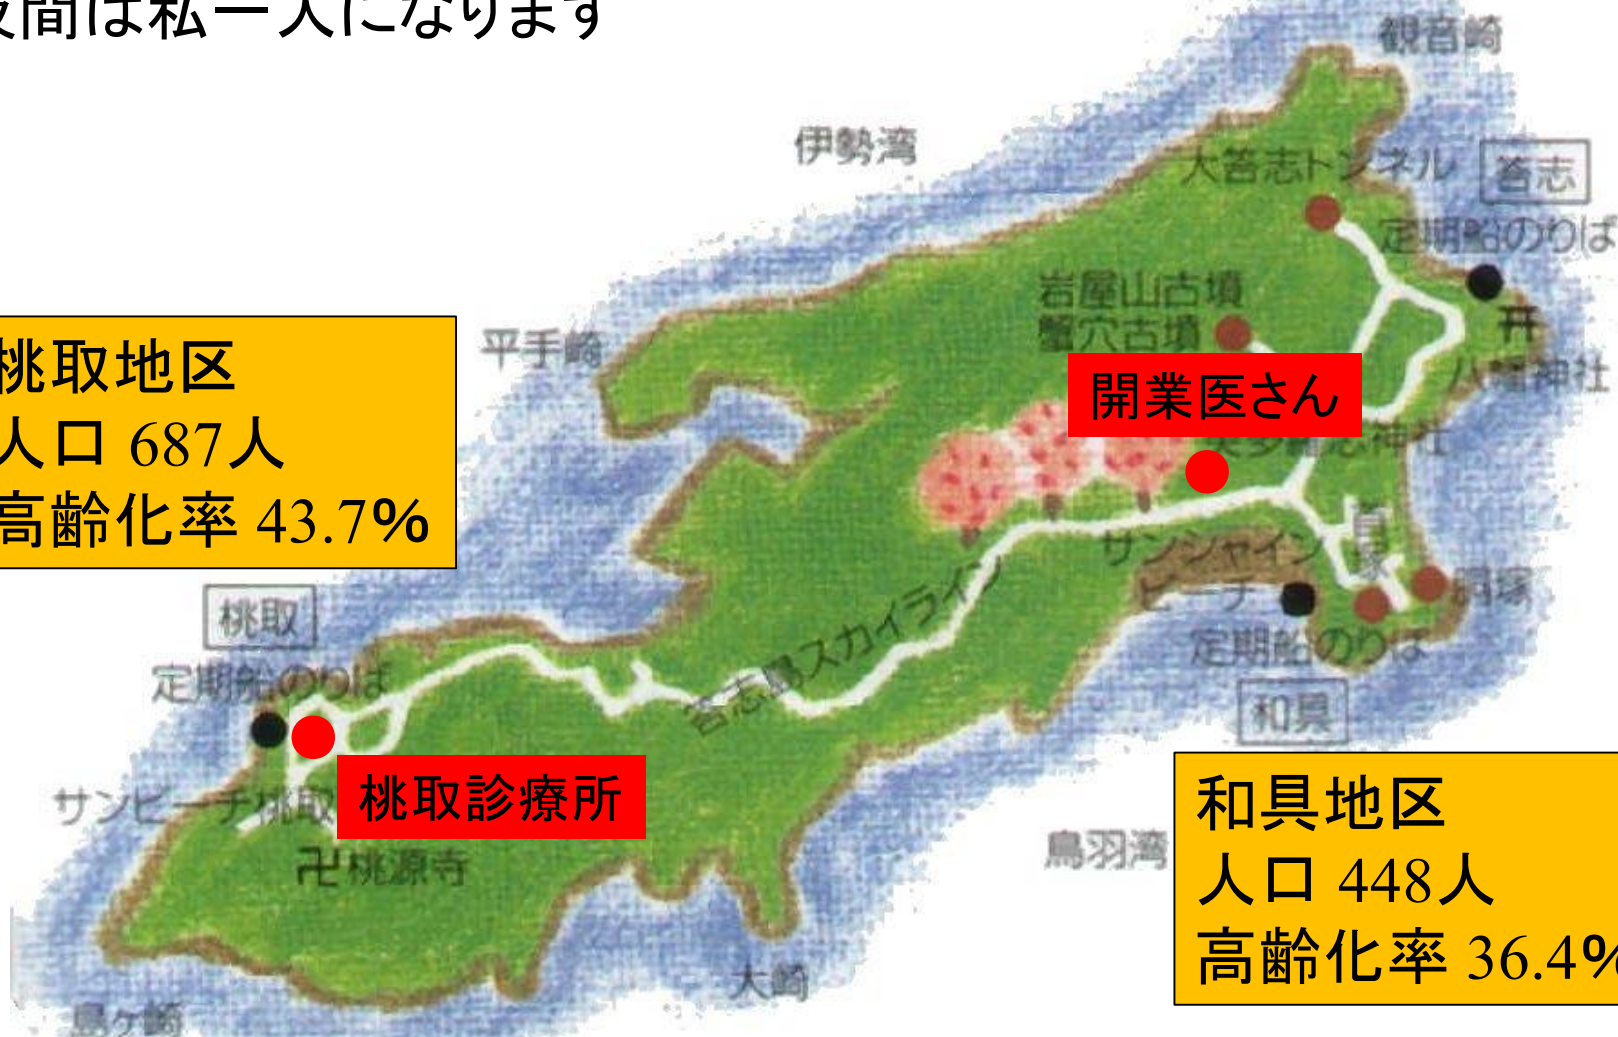 夜間は私一人になります
観音崎
伊勢湾
大答志トンネル
答志
定期船のりば
岩屋山古墳
蟹穴古墳
平手崎
八幡神社
桃取地区
人口 687人
高齢化率 43.7%
開業医さん
サンシャイン
ビーチ
胴塚
定期船のりば
和具
桃取
定期船のりば
答志島スカイライン
サンビーチ桃取
桃取診療所
卍桃源寺
鳥羽湾
和具地区
人口 448人
高齢化率 36.4%
大崎
島ヶ崎